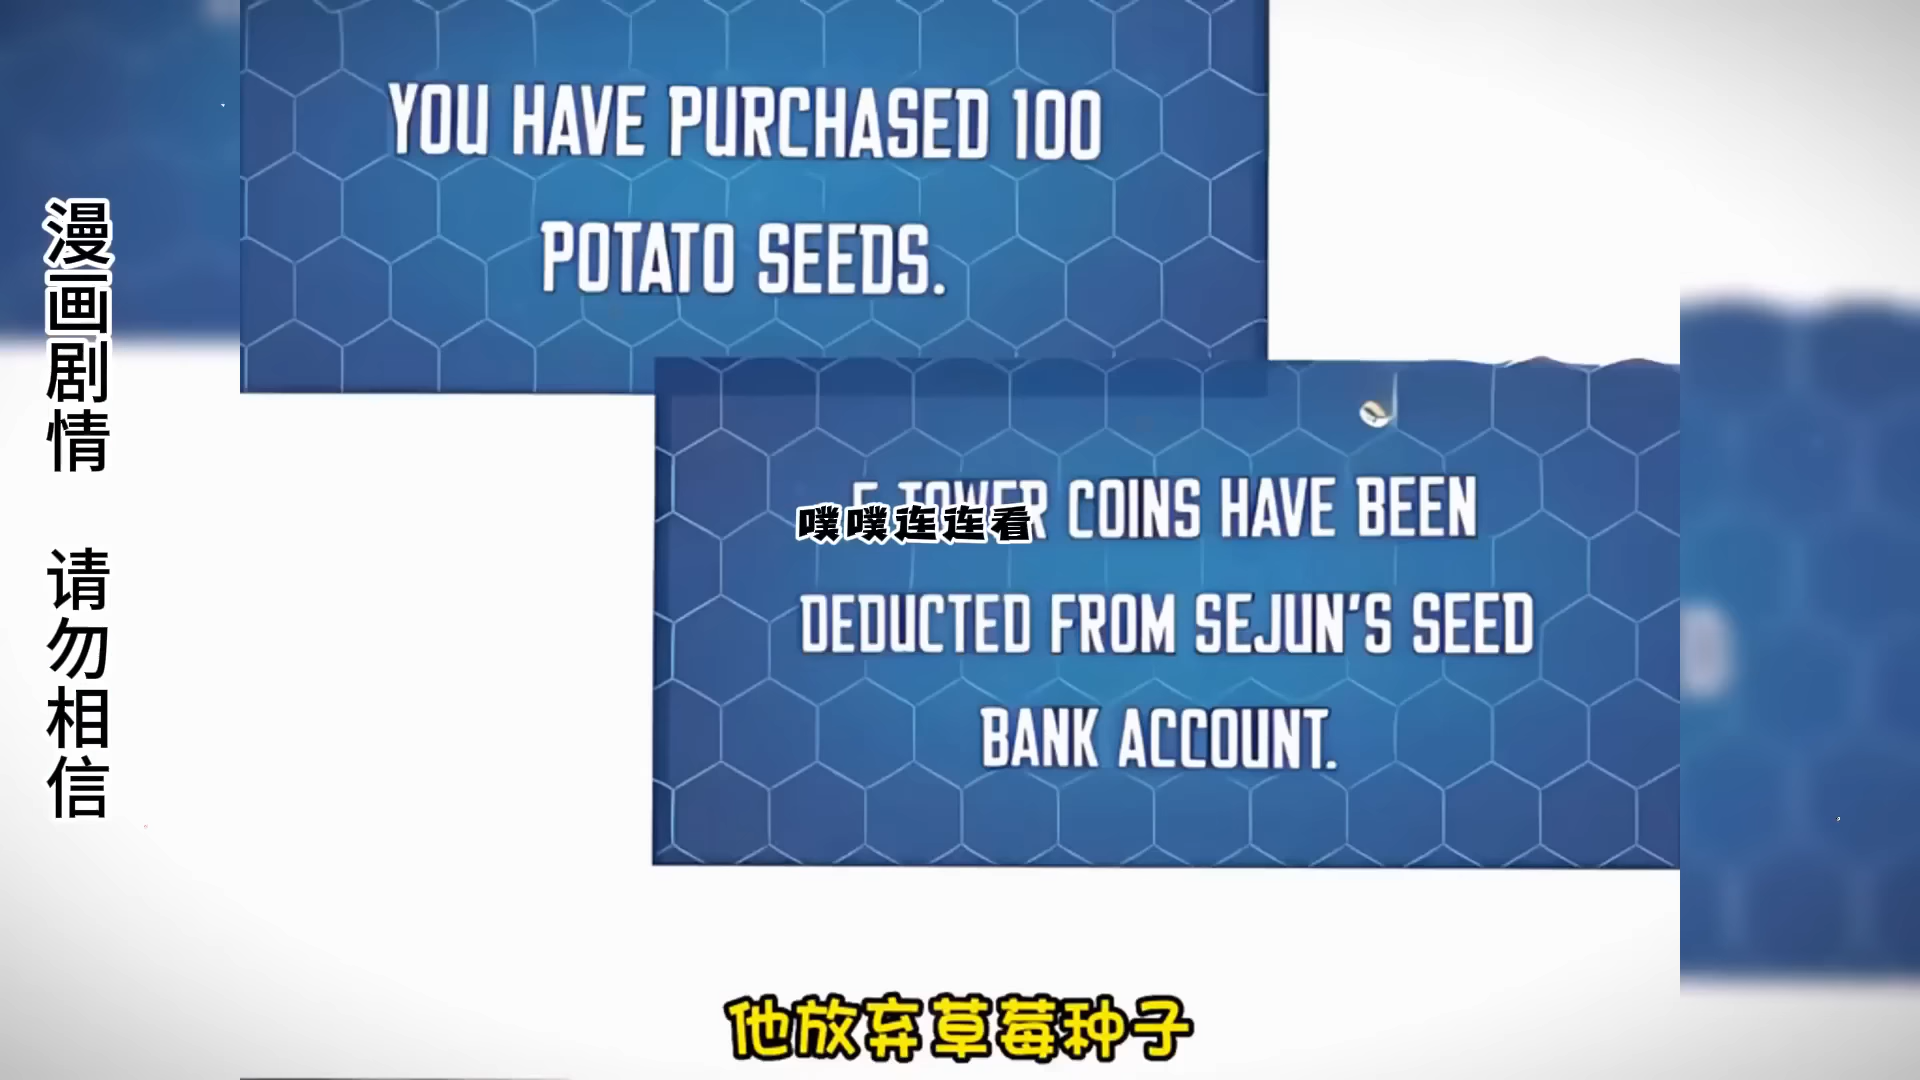 YOU HAVE PURCHASED 100
POTATO SEEDS.
TOWER COINS HAVE BEEN
DEDUCTED FROM SEJUN'S SEED
BANK ACCOUNT.
噗噗连连看
漫画剧情 请勿相信
他放弃草莓种子